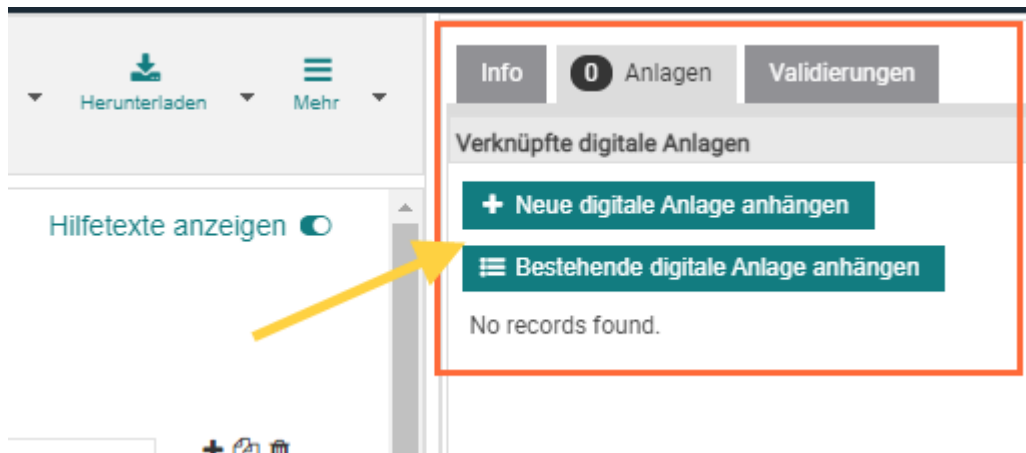 Herunterladen
Mehr
Hilfetexte anzeigen
Info
0 Anlagen
Validierungen
Verknüpfte digitale Anlagen
Neue digitale Anlage anhängen
Bestehende digitale Anlage anhängen
No records found.